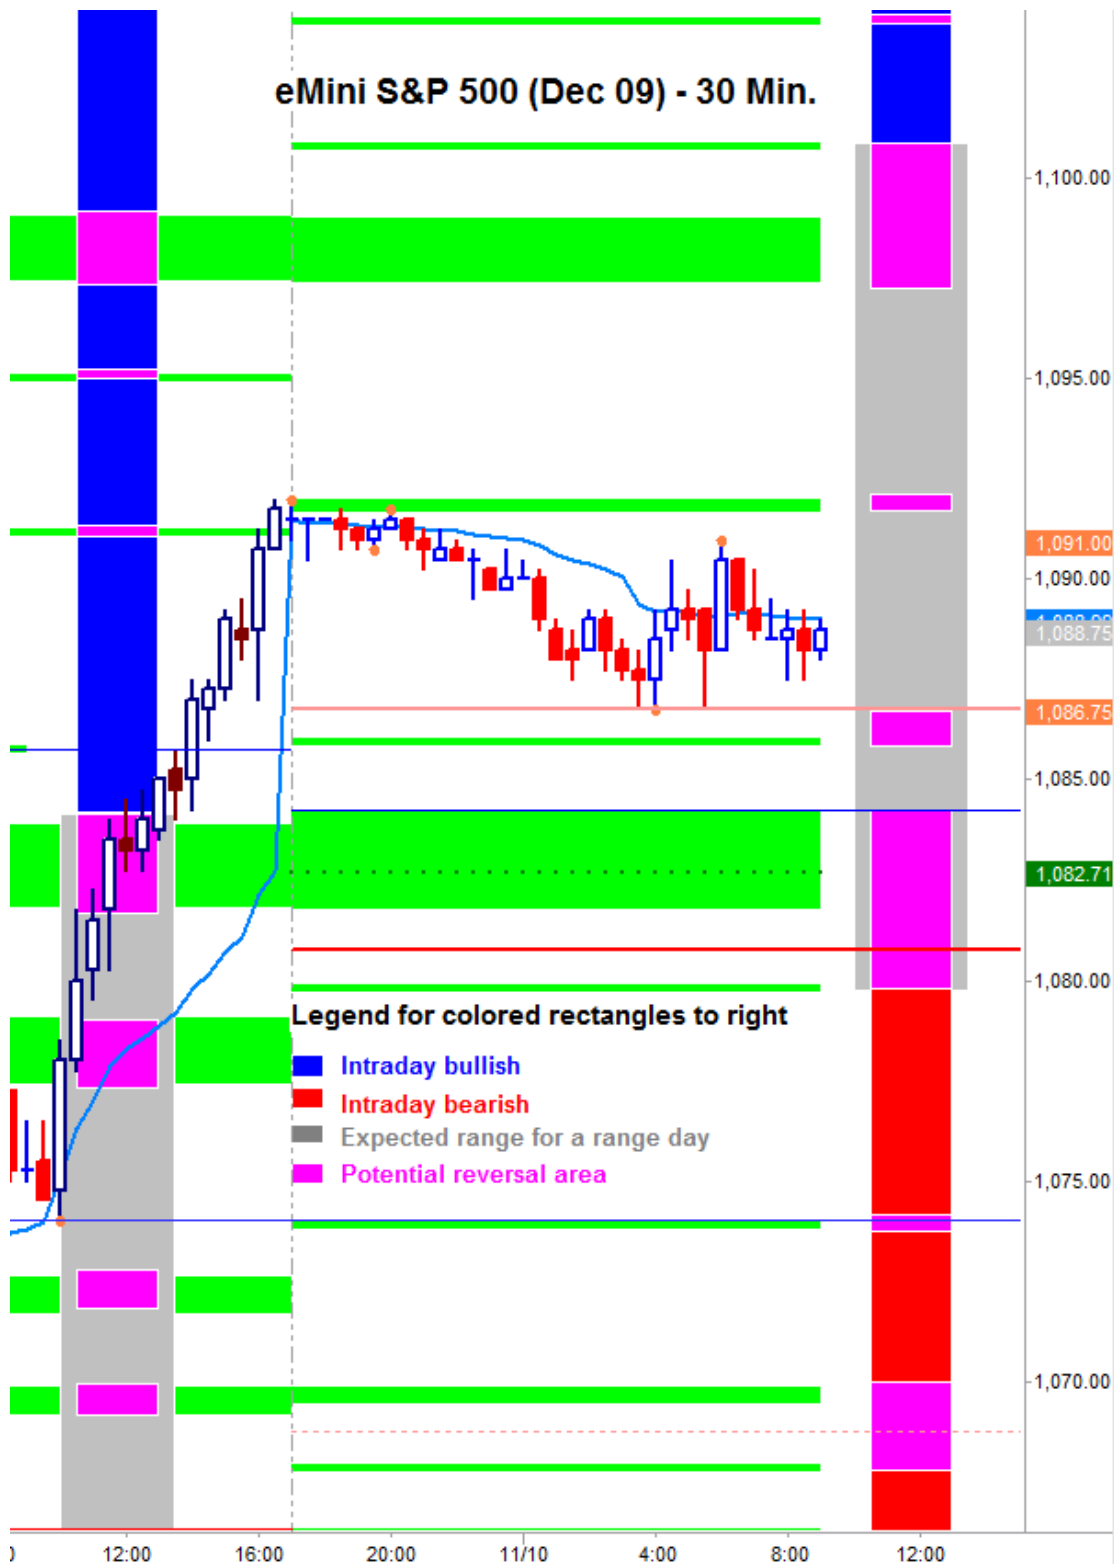 eMini S&P 500 (Dec 09) - 30 Min.
1,100.00
1,095.00
1,091.00
1,090.00
1,088.75
1,086.75
1,085.00
1,082.71
1,080.00
Legend for colored rectangles to right
Intraday bullish
Intraday bearish
Expected range for a range day
Potential reversal area
1,075.00
1,070.00
12:00 16:00 20:00 11/10 4:00 8:00 12:00